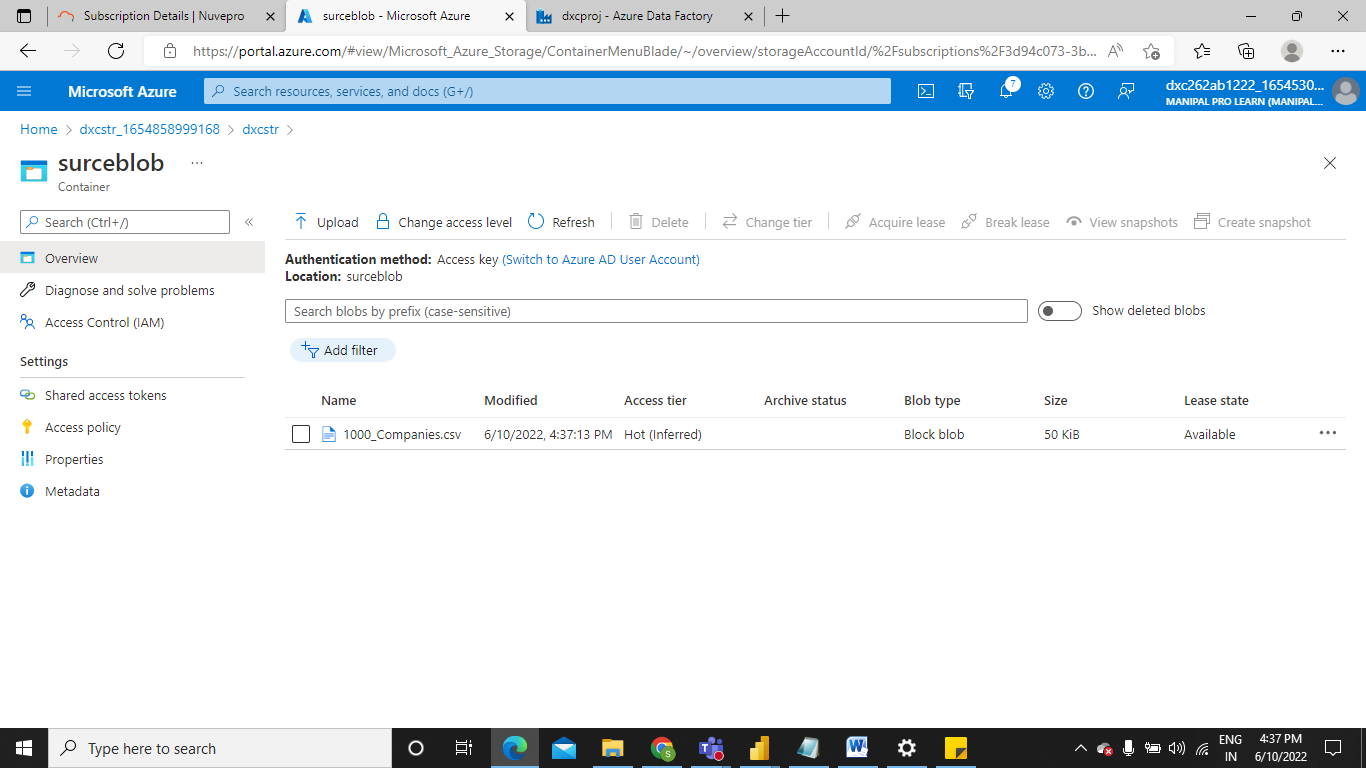 Subscription Details | Nuvepro
surceblob - Microsoft Azure
dxcproj - Azure Data Factory
https://portal.azure.com/#view/Microsoft_Azure_Storage/ContainerMenuBlade/~/overview/storageAccountId/%2Fsubscriptions%2F3d94c073-3b...
Microsoft Azure
Search resources, services, and docs (G+/)
7
dxc262ab1222_1654530...
MANIPAL PRO LEARN (MANIPAL...
Home > dxcstr_1654858999168 > dxcstr >
surceblob ...
Container
Search (Ctrl+/)
«
Upload
Change access level
Refresh
Delete
Change tier
Acquire lease
Break lease
View snapshots
Create snapshot
Overview
Diagnose and solve problems
Access Control (IAM)
Settings
Shared access tokens
Access policy
Properties
Metadata
Authentication method: Access key (Switch to Azure AD User Account)
Location: surceblob
Search blobs by prefix (case-sensitive)
Show deleted blobs
Add filter
Name Modified Access tier Archive status Blob type Size Lease state
1000_Companies.csv 6/10/2022, 4:37:13 PM Hot (Inferred) Block blob 50 KiB Available ...
Type here to search
ENG
IN
4:37 PM
6/10/2022